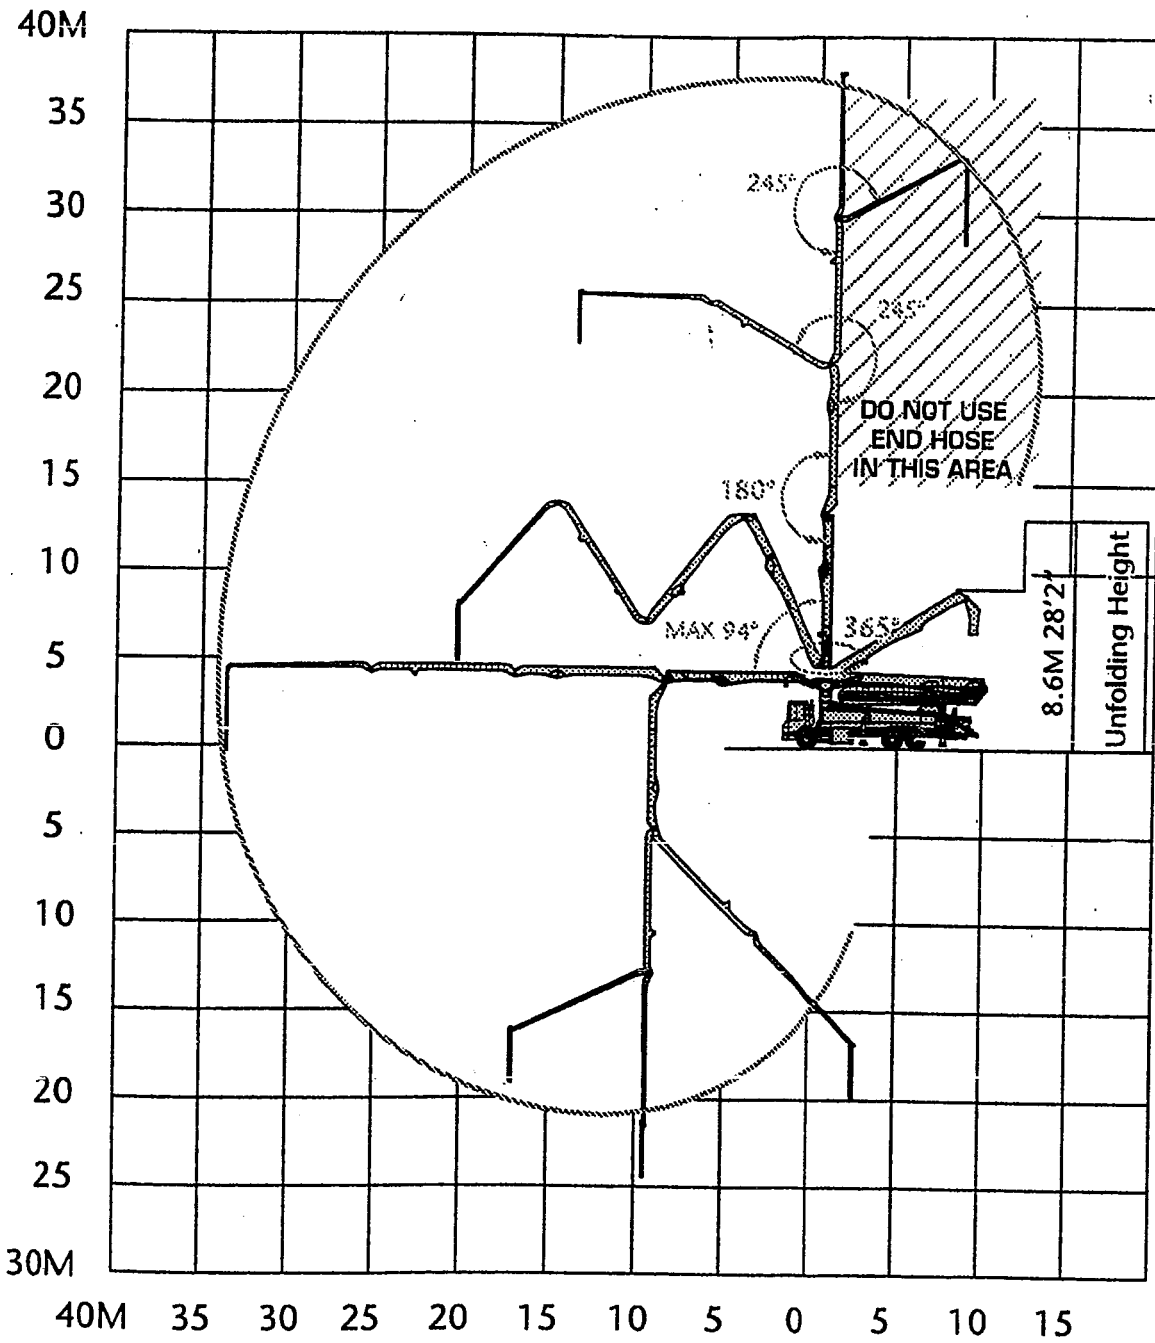 40M
35
30
25
20
15
10
5
0
5
10
15
20
25
30M
40M 35 30 25 20 15 10 5 0 5 10 15
245°
245°
DO NOT USE
END HOSE
IN THIS AREA
180°
MAX 94°
365°
8.6M 28'2"
Unfolding Height